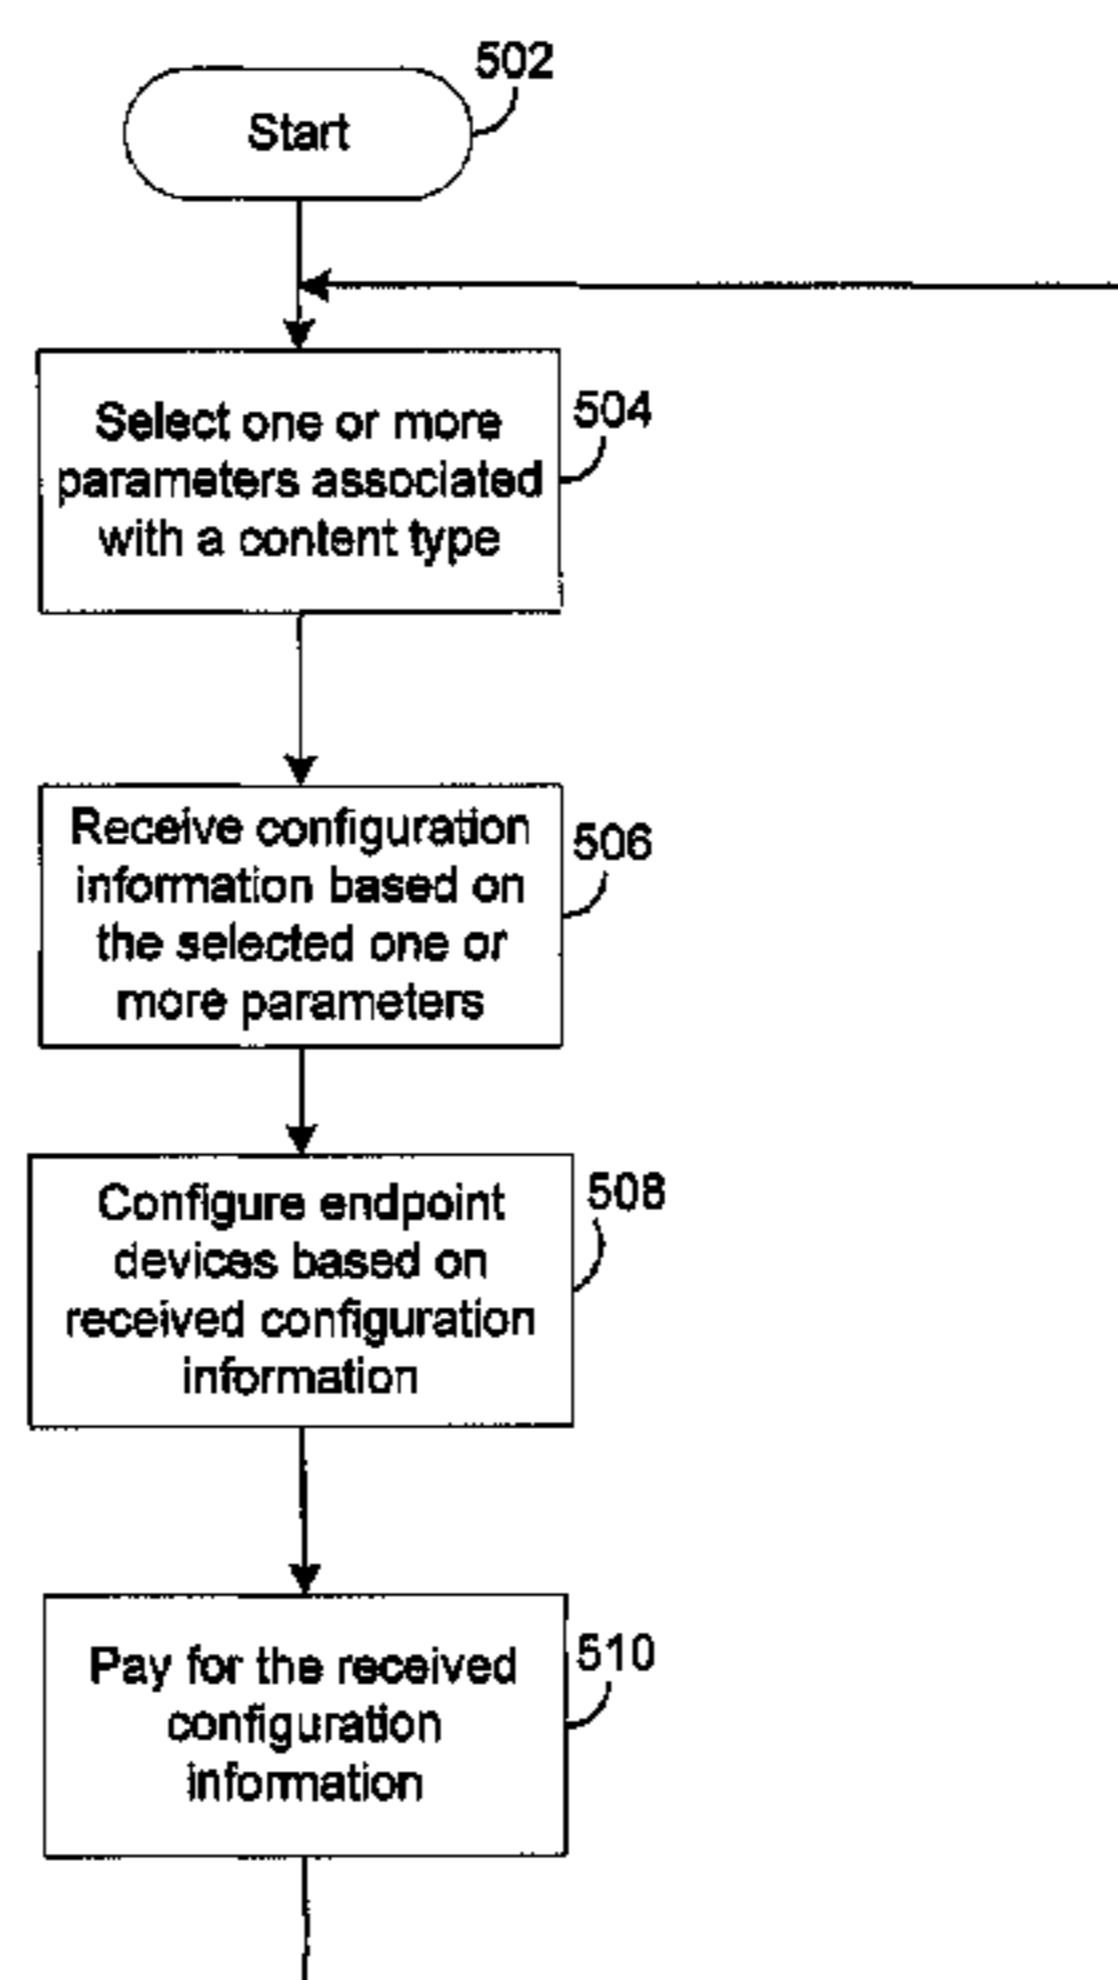 502
Start
504
Select one or more
parameters associated
with a content type
506
Receive configuration
information based on
the selected one or
more parameters
508
Configure endpoint
devices based on
received configuration
information
510
Pay for the received
configuration
information